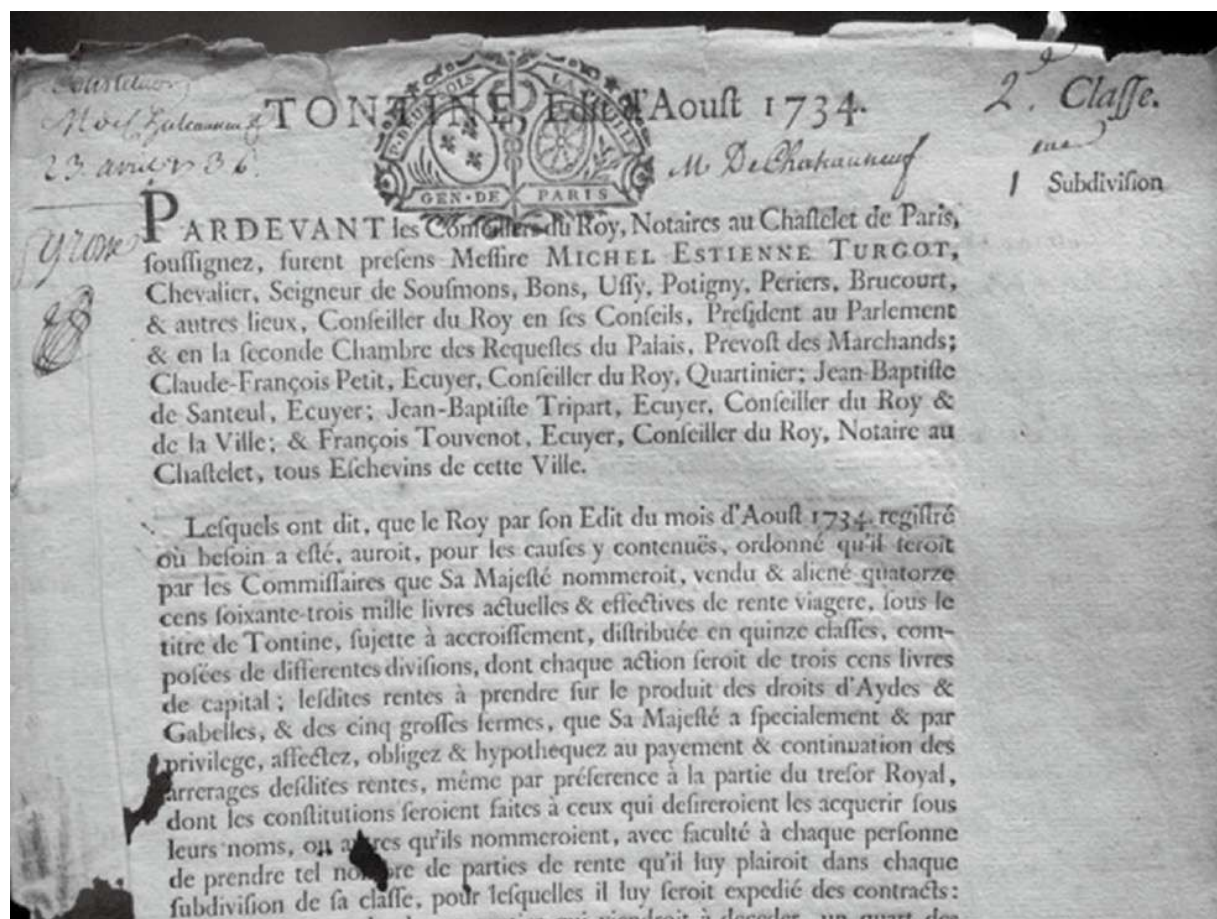 TONTINE, Edit d'Aouſt 1734.
2.e Claſſe.
23. avril 1736.
M DeChateauneuf
1 Subdiviſion
GEN·DE PARIS
PARDEVANT les Conſeillers du Roy, Notaires au Chaſtelet de Paris,
ſouſſignez, furent preſens Meſſire MICHEL ESTIENNE TURGOT,
Chevalier, Seigneur de Souſmons, Bons, Uſſy, Potigny, Periers, Brucourt,
& autres lieux, Conſeiller du Roy en ſes Conſeils, Preſident au Parlement
& en la ſeconde Chambre des Requeſtes du Palais, Prevoſt des Marchands;
Claude-François Petit, Ecuyer, Conſeiller du Roy, Quartinier; Jean-Baptiſte
de Santeul, Ecuyer; Jean-Baptiſte Tripart, Ecuyer, Conſeiller du Roy &
de la Ville; & François Touvenot, Ecuyer, Conſeiller du Roy, Notaire au
Chaſtelet, tous Eſchevins de cette Ville.
Leſquels ont dit, que le Roy par ſon Edit du mois d'Aouſt 1734. regiſtré
où beſoin a eſté, auroit, pour les cauſes y contenuës, ordonné qu'il ſeroit
par les Commiſſaires que Sa Majeſté nommeroit, vendu & aliené quatorze
cens ſoixante-trois mille livres actuelles & effectives de rente viagere, ſous le
titre de Tontine, ſujette à accroiſſement, diſtribuée en quinze claſſes, com-
poſées de differentes diviſions, dont chaque action ſeroit de trois cens livres
de capital; leſdites rentes à prendre ſur le produit des droits d'Aydes &
Gabelles, & des cinq groſſes fermes, que Sa Majeſté a ſpecialement & par
privilege, affectez, obligez & hypothequez au payement & continuation des
arrerages deſdites rentes, même par préference à la partie du treſor Royal,
dont les conſtitutions ſeroient faites à ceux qui deſireroient les acquerir ſous
leurs noms, ou autres qu'ils nommeroient, avec faculté à chaque perſonne
de prendre tel nombre de parties de rente qu'il luy plairoit dans chaque
ſubdiviſion de ſa claſſe, pour leſquelles il luy ſeroit expedié des contracts:
qui viendroit à deceder, un quart des